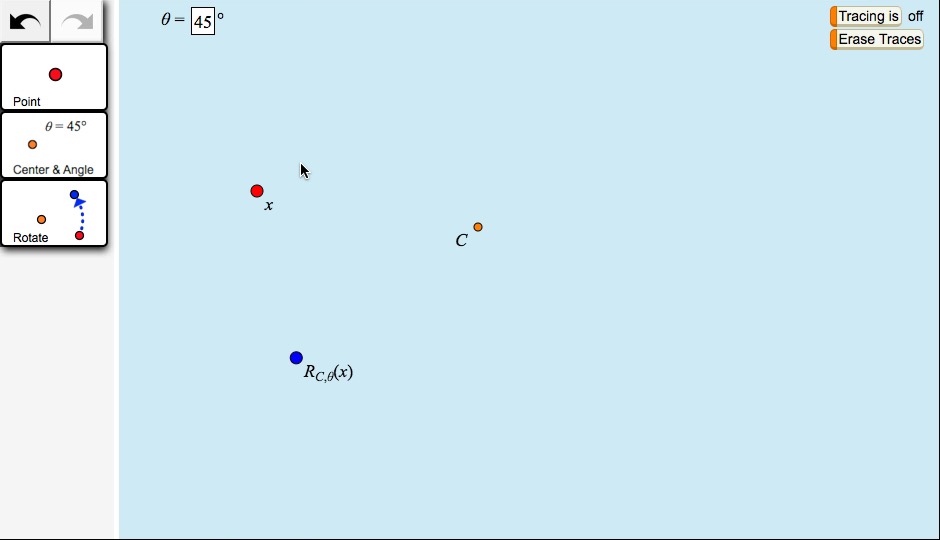 θ = 45°
Tracing is off
Erase Traces
Point
θ = 45°
Center & Angle
Rotate
x
C
R_{C,θ}(x)